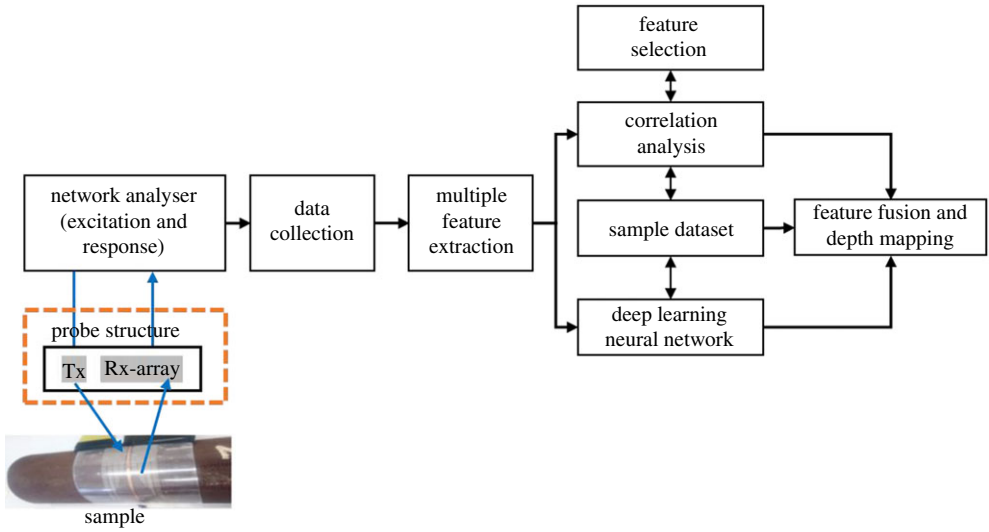 feature
selection
correlation
analysis
network analyser
(excitation and
response)
data
collection
multiple
feature
extraction
sample dataset
feature fusion and
depth mapping
deep learning
neural network
probe structure
Tx
Rx-array
sample